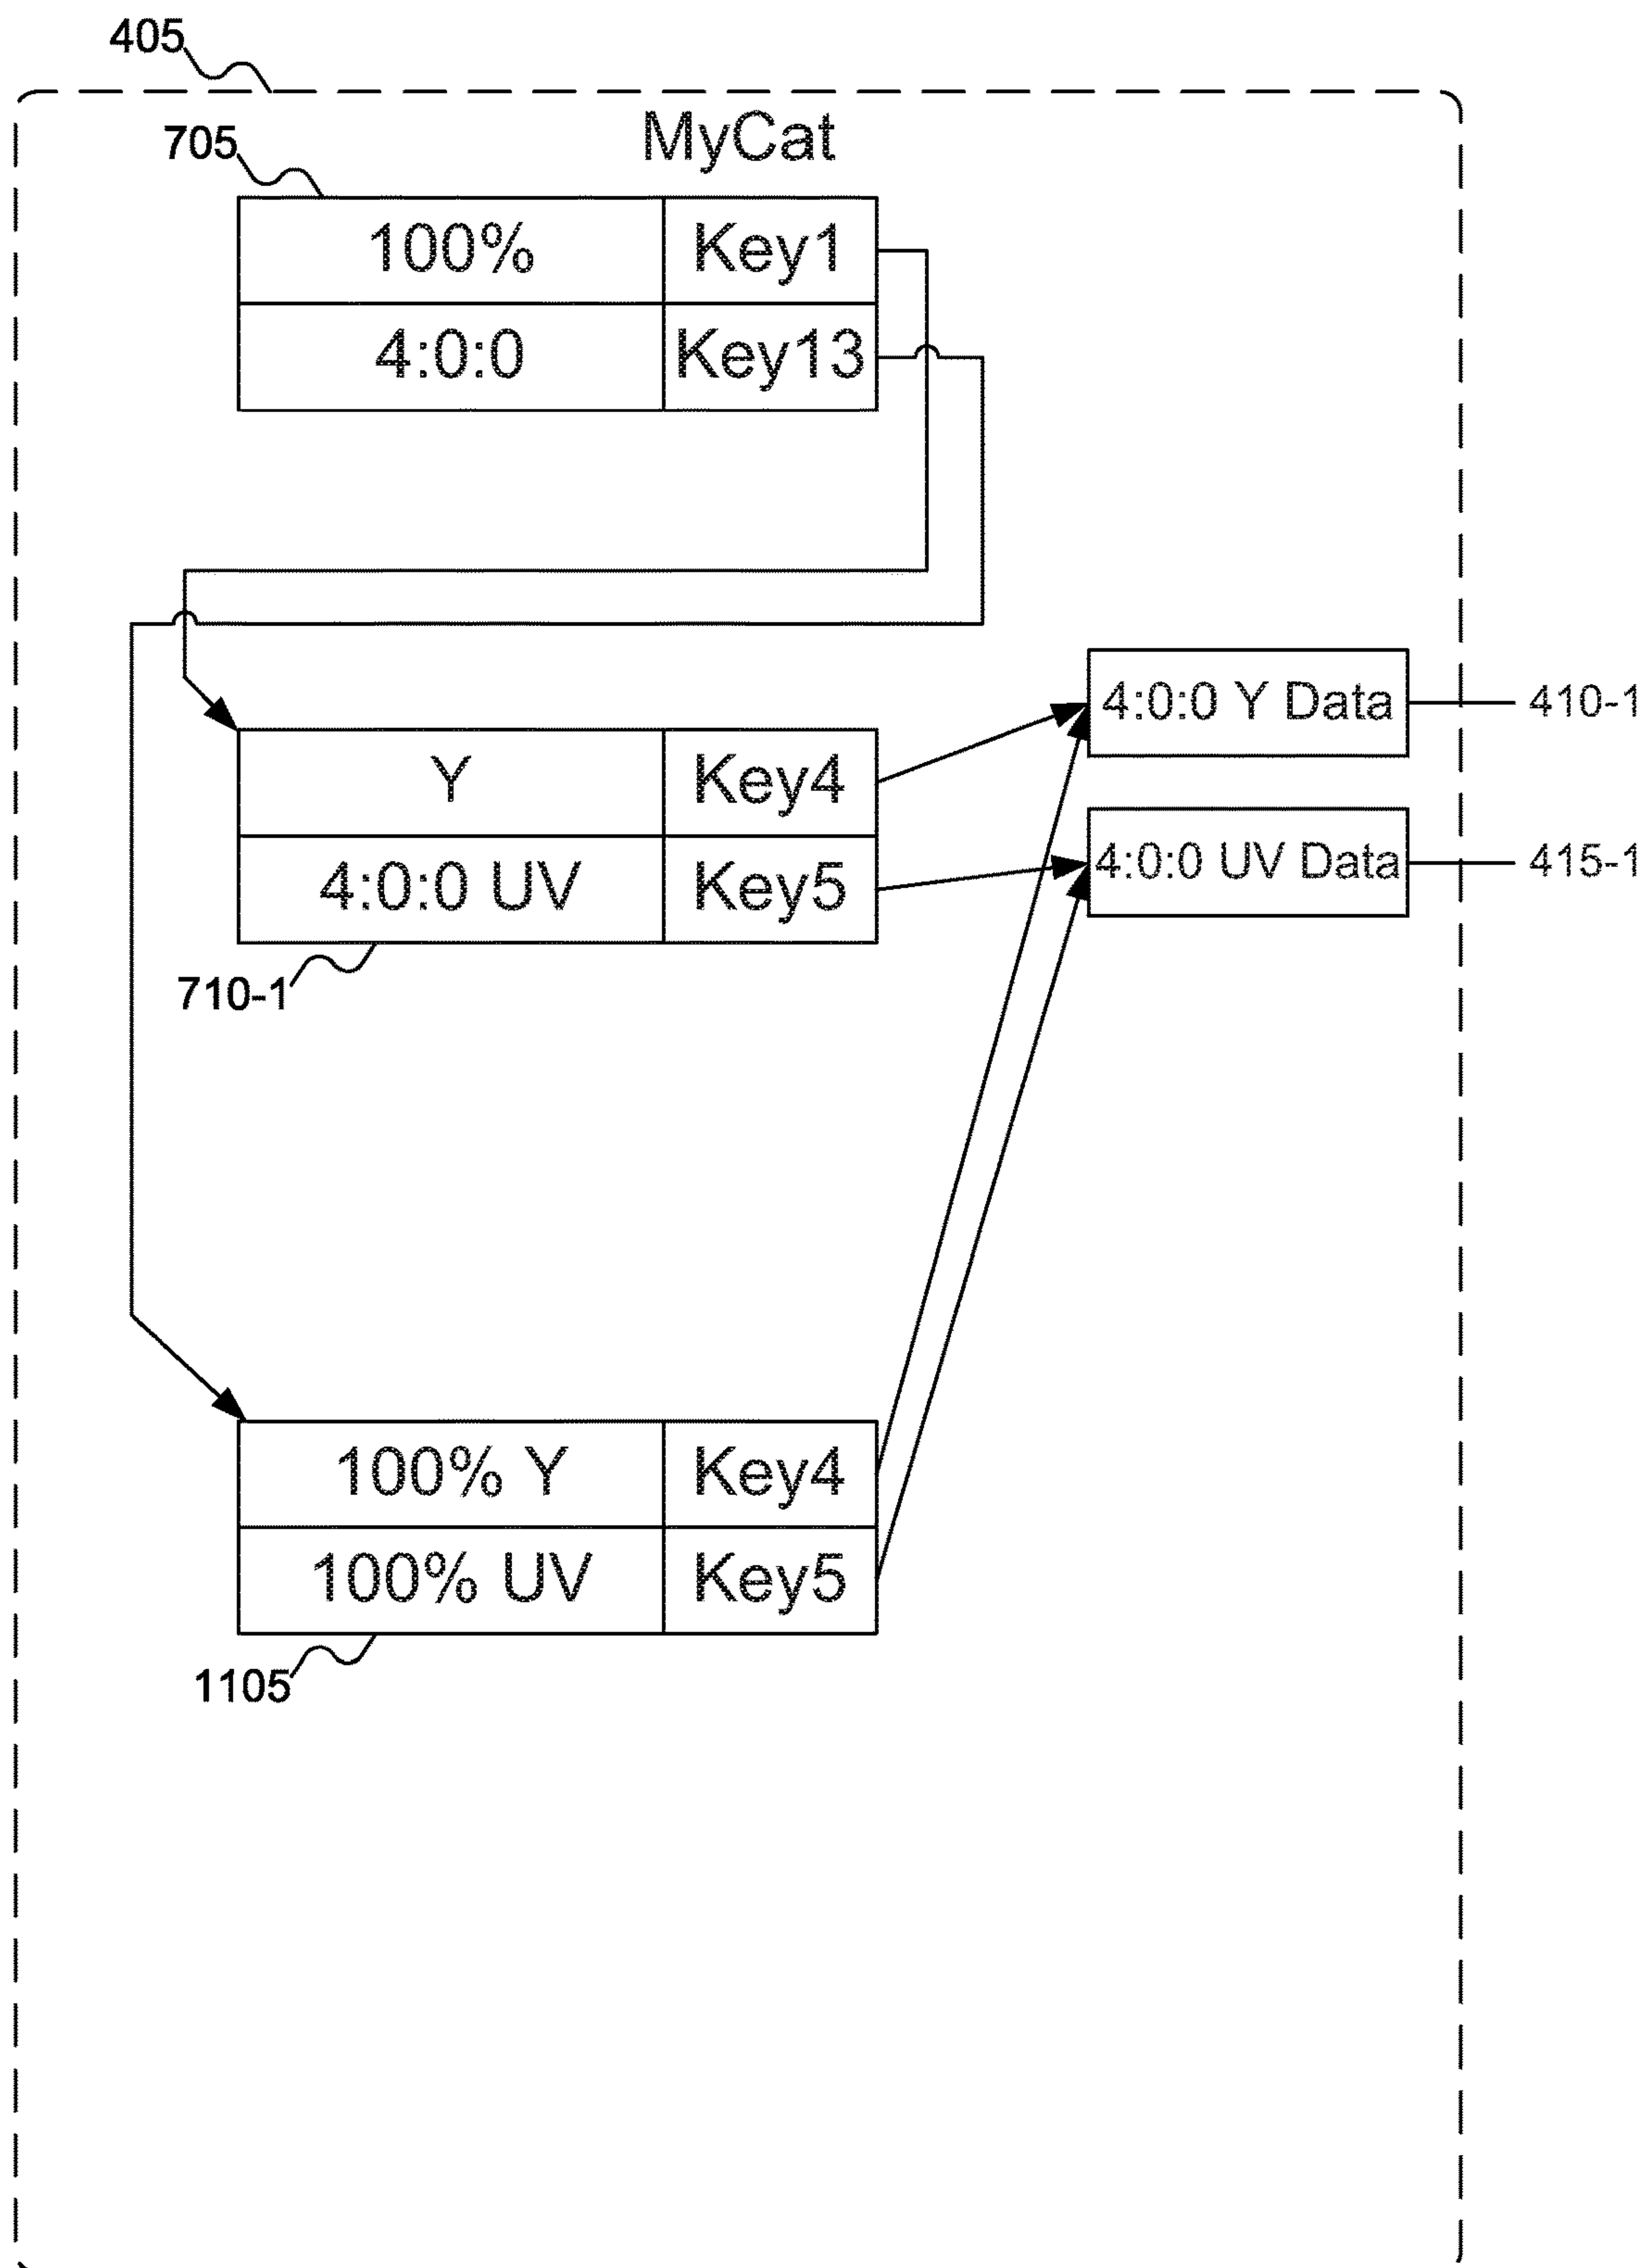 405
MyCat
705
100% Key1
4:0:0 Key13
4:0:0 Y Data 410-1
Y Key4
4:0:0 UV Data 415-1
4:0:0 UV Key5
710-1
100% Y Key4
100% UV Key5
1105